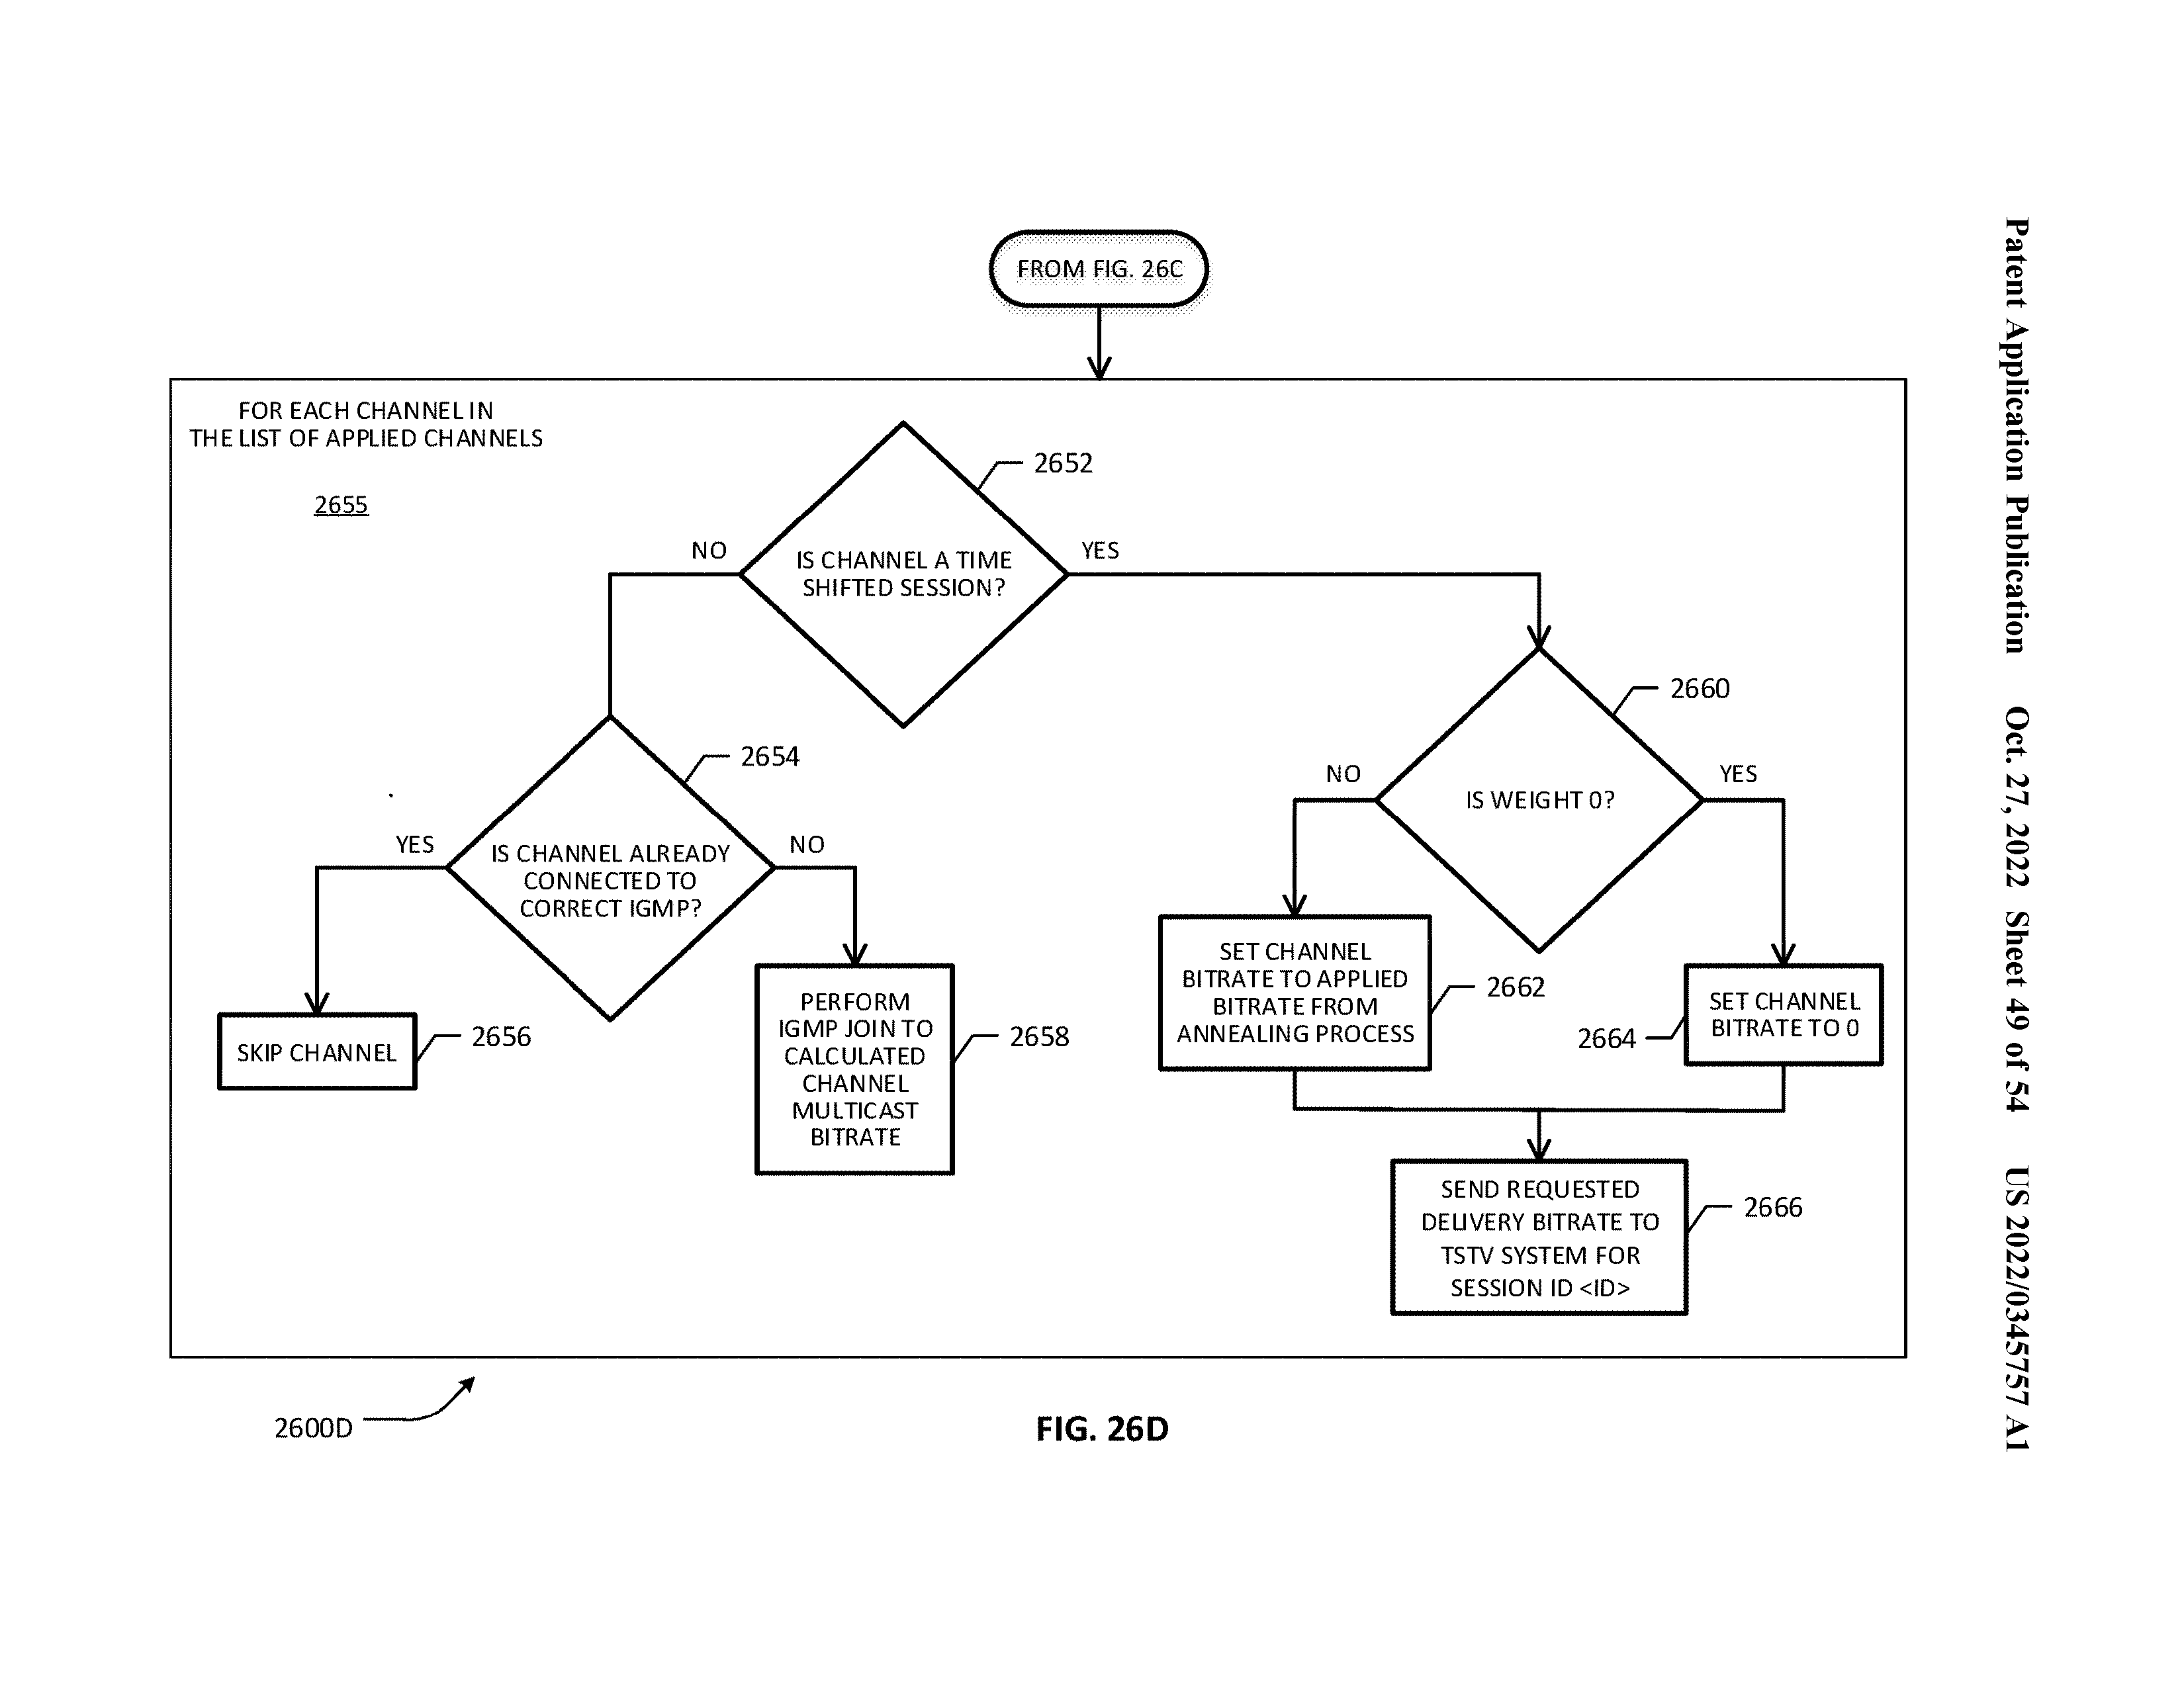 Patent Application Publication Oct. 27, 2022 Sheet 49 of 54 US 2022/0345757 A1
FROM FIG. 26C
FOR EACH CHANNEL IN
THE LIST OF APPLIED CHANNELS
2655
2652
IS CHANNEL A TIME
SHIFTED SESSION?
NO
YES
2654
IS CHANNEL ALREADY
CONNECTED TO
CORRECT IGMP?
YES
NO
SKIP CHANNEL
2656
PERFORM
IGMP JOIN TO
CALCULATED
CHANNEL
MULTICAST
BITRATE
2658
2660
IS WEIGHT 0?
NO
YES
SET CHANNEL
BITRATE TO APPLIED
BITRATE FROM
ANNEALING PROCESS
2662
SET CHANNEL
BITRATE TO 0
2664
SEND REQUESTED
DELIVERY BITRATE TO
TSTV SYSTEM FOR
SESSION ID <ID>
2666
2600D
FIG. 26D